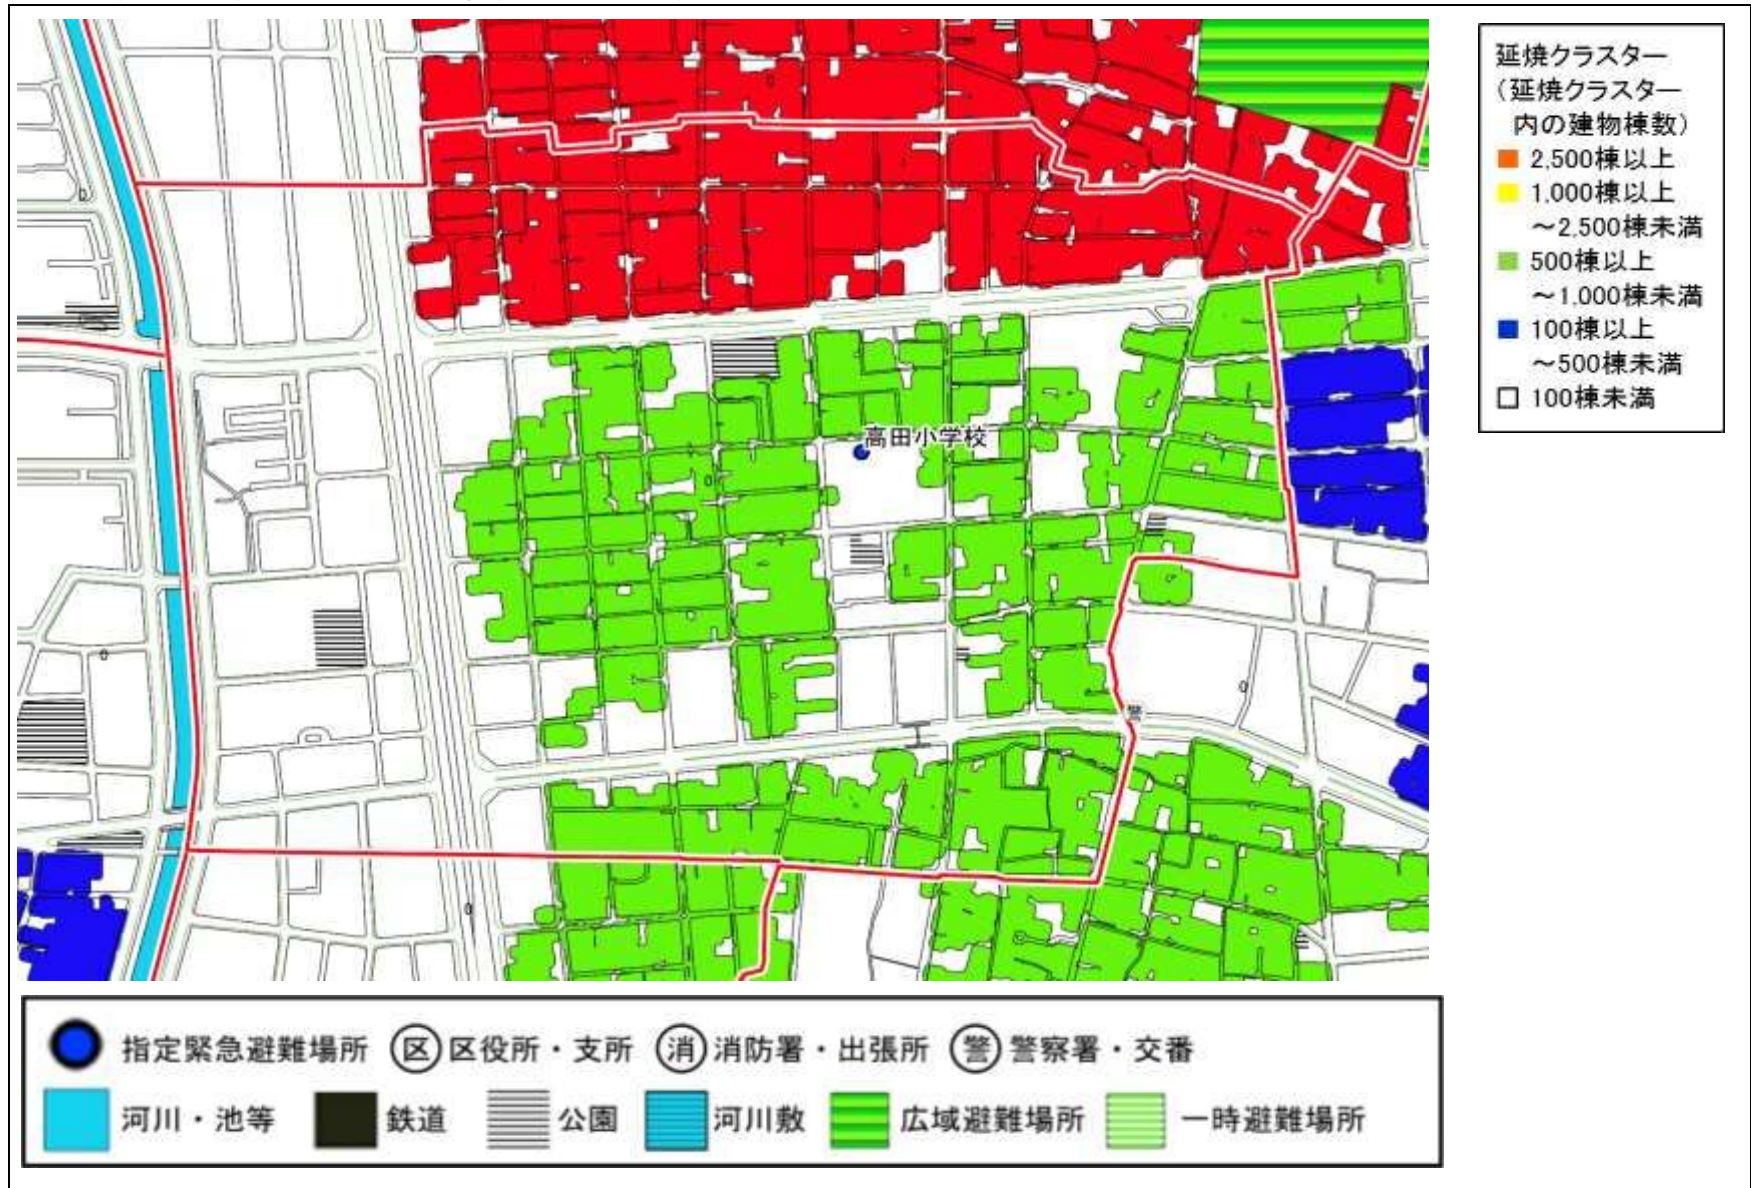 延焼クラスター
（延焼クラスター
内の建物棟数）
2,500棟以上
1,000棟以上
～2,500棟未満
500棟以上
～1,000棟未満
100棟以上
～500棟未満
100棟未満
高田小学校
警
指定緊急避難場所 区 区役所・支所 消 消防署・出張所 警 警察署・交番
河川・池等 鉄道 公園 河川敷 広域避難場所 一時避難場所